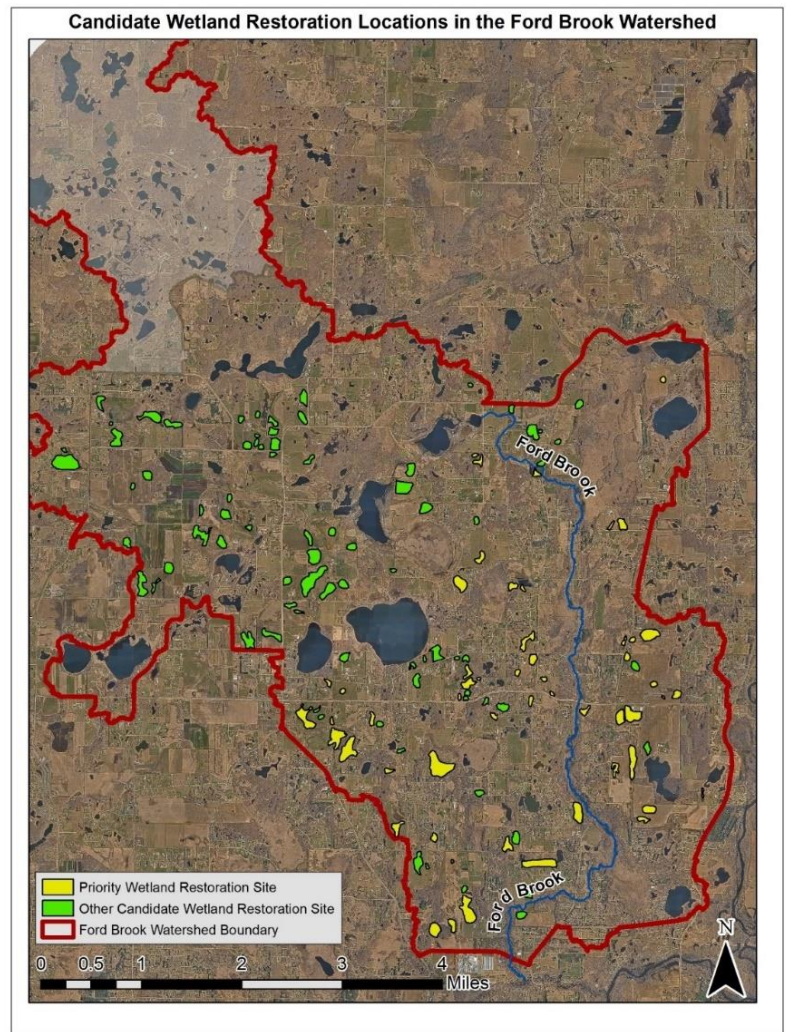 Candidate Wetland Restoration Locations in the Ford Brook Watershed
Ford Brook
Ford Brook
Priority Wetland Restoration Site
Other Candidate Wetland Restoration Site
Ford Brook Watershed Boundary
N
0 0.5 1 2 3 4
Miles